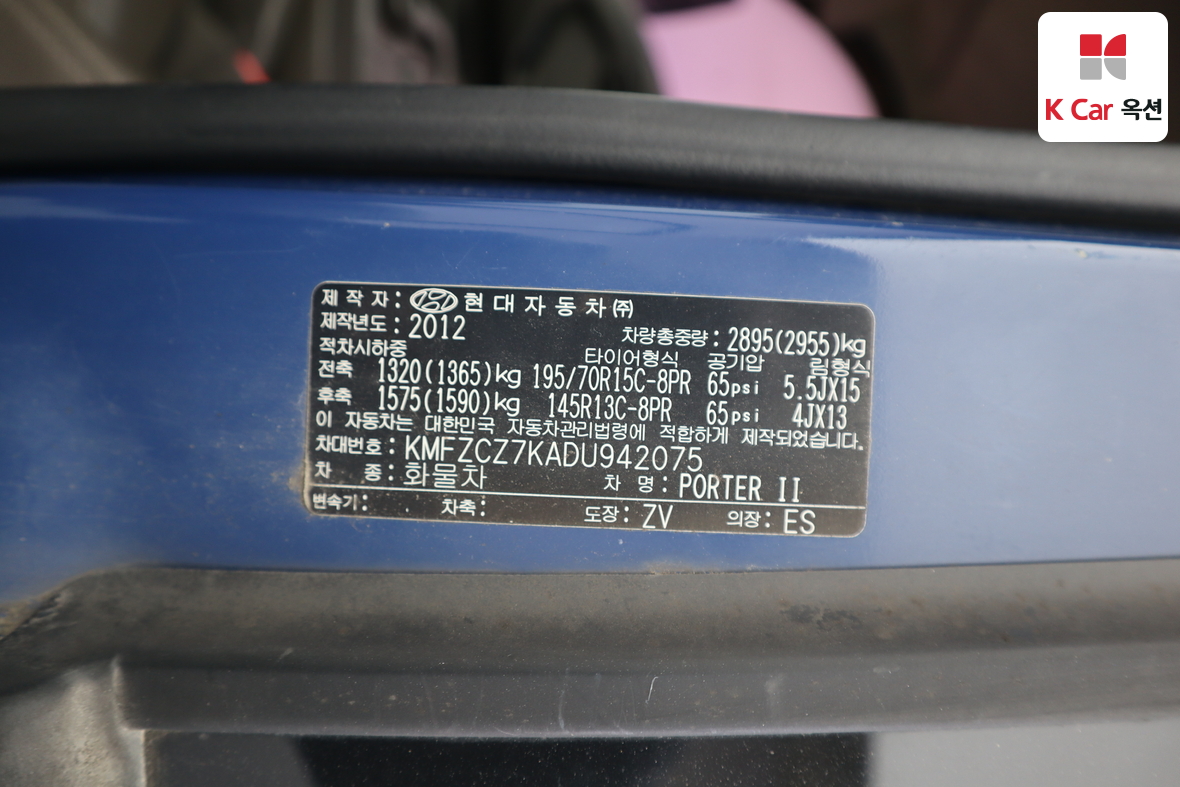 K Car 옥션
제 작 자 : 현 대 자 동 차 ㈜
제작년도 : 2012 차량총중량 : 2895(2955)kg
적차시하중 타이어형식 공기압 림형식
전축 1320(1365)kg 195/70R15C-8PR 65psi 5.5JX15
후축 1575(1590)kg 145R13C-8PR 65psi 4JX13
이 자동차는 대한민국 자동차관리법령에 적합하게 제작되었습니다.
차대번호 : KMFZCZ7KADU942075
차 종 : 화물차 차 명 : PORTER II
변속기 : 차축 : 도장 : ZV 의장 : ES